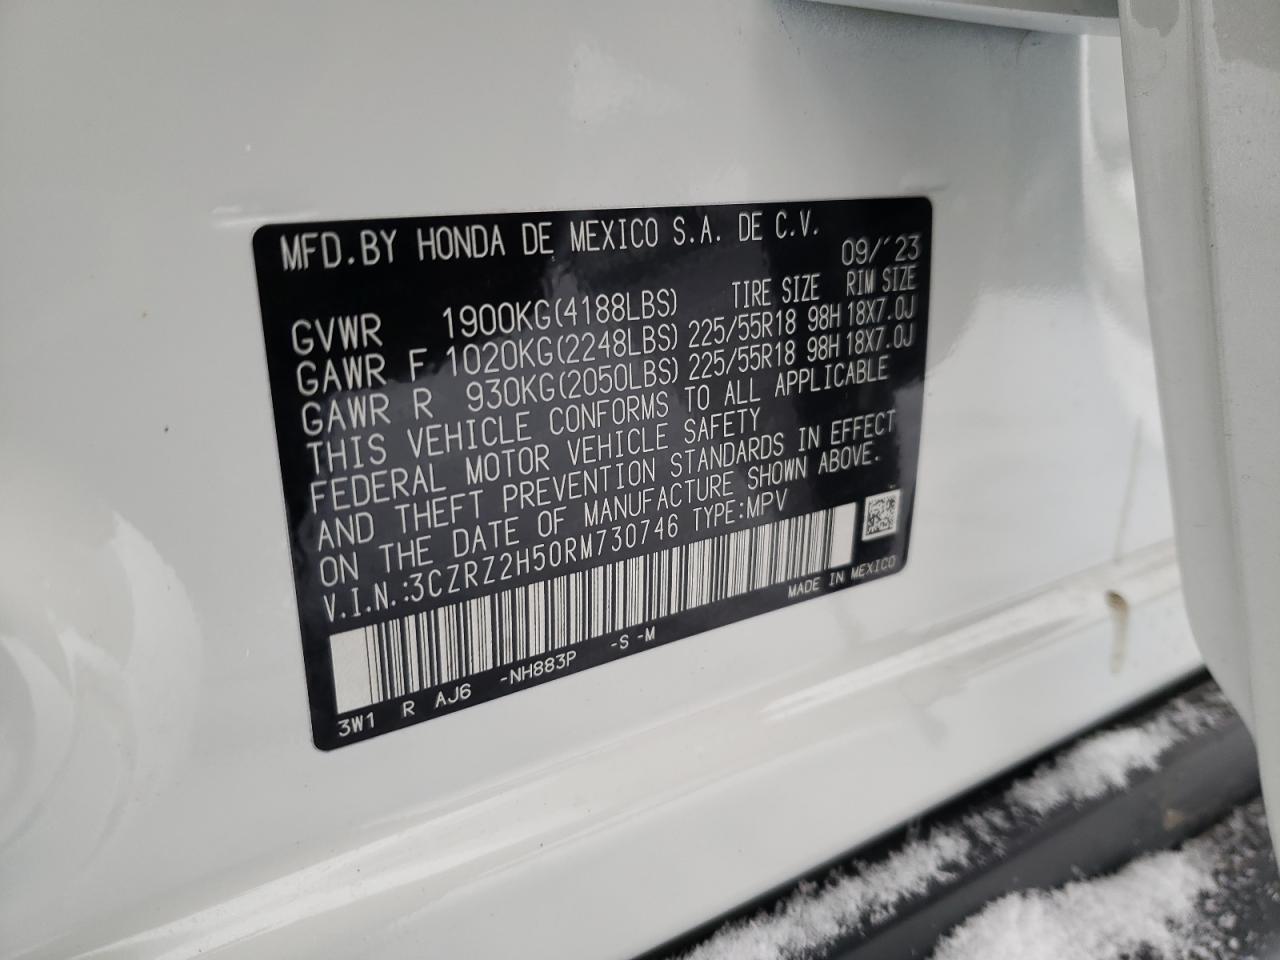 MFD.BY HONDA DE MEXICO S.A. DE C.V.
09/'23
TIRE SIZE RIM SIZE
GVWR 1900KG(4188LBS)
GAWR F 1020KG(2248LBS) 225/55R18 98H 18X7.0J
GAWR R 930KG(2050LBS) 225/55R18 98H 18X7.0J
THIS VEHICLE CONFORMS TO ALL APPLICABLE
FEDERAL MOTOR VEHICLE SAFETY
AND THEFT PREVENTION STANDARDS IN EFFECT
ON THE DATE OF MANUFACTURE SHOWN ABOVE.
V.I.N.:3CZRZ2H50RM730746 TYPE:MPV
MADE IN MEXICO
3W1 R AJ6 -NH883P -S -M